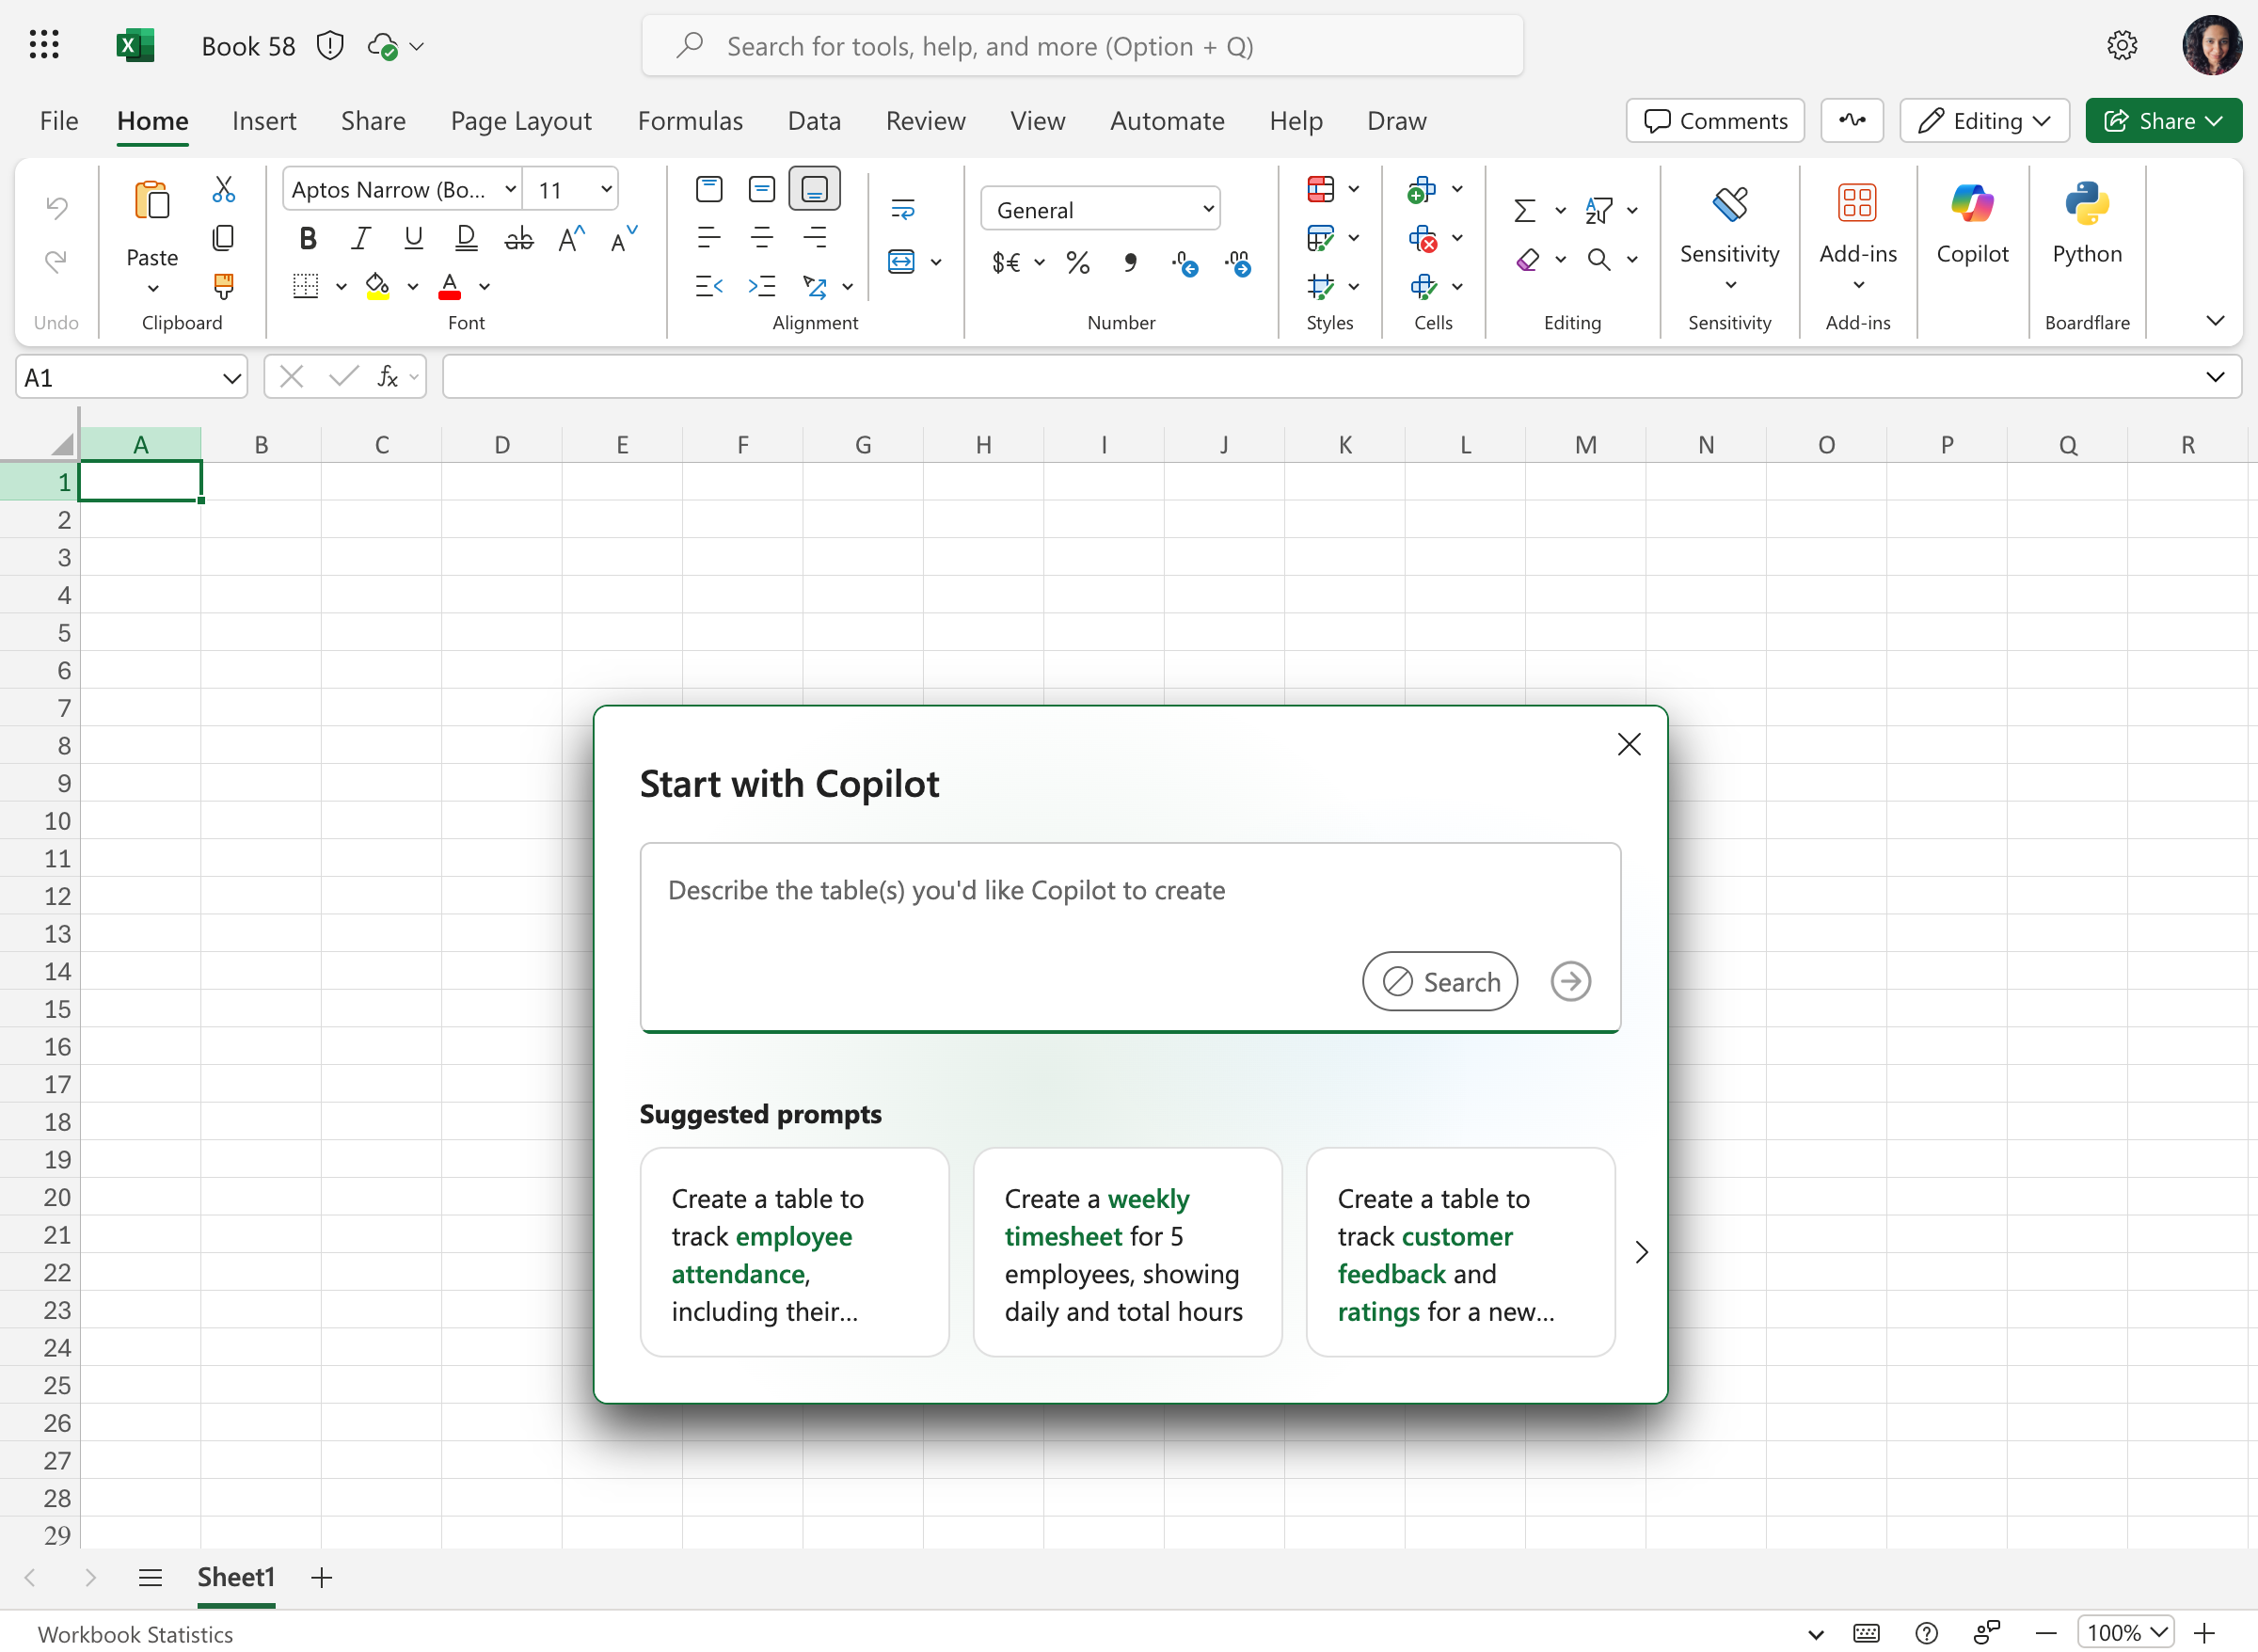 Book 58
Search for tools, help, and more (Option + Q)
File Home Insert Share Page Layout Formulas Data Review View Automate Help Draw
Comments Editing Share
Aptos Narrow (Bo... 11
General
Paste
Sensitivity Add-ins Copilot Python
Undo Clipboard Font Alignment Number Styles Cells Editing Sensitivity Add-ins Boardflare
A1
fx
A B C D E F G H I J K L M N O P Q R
1
2
3
4
5
6
7
8
9
10
11
12
13
14
15
16
17
18
19
20
21
22
23
24
25
26
27
28
29
Start with Copilot
Describe the table(s) you'd like Copilot to create
Search
Suggested prompts
Create a table to
track employee
attendance,
including their...
Create a weekly
timesheet for 5
employees, showing
daily and total hours
Create a table to
track customer
feedback and
ratings for a new...
Sheet1
Workbook Statistics
100%